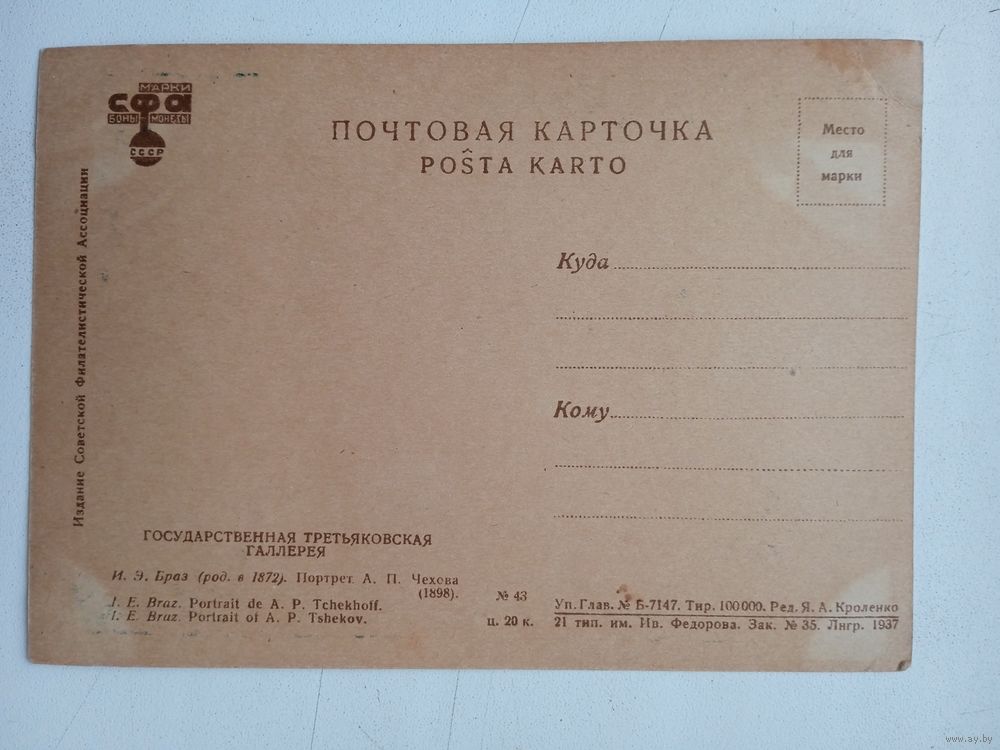 МАРКИ
СФА
БОНЫ МОНЕТЫ
СССР
ПОЧТОВАЯ КАРТОЧКА
POŜTA KARTO
Место
для
марки
Издание Советской Филателистической Ассоциации
Куда
Кому
ГОСУДАРСТВЕННАЯ ТРЕТЬЯКОВСКАЯ
ГАЛЛЕРЕЯ
И. Э. Браз (род. в 1872). Портрет А. П. Чехова
(1898).
I. E. Braz. Portrait de A. P. Tchekhoff.
I. E. Braz. Portrait of A. P. Tshekov.
№ 43
ц. 20 к.
Уп. Глав. № Б-7147. Тир. 100 000. Ред. Я. А. Кроленко
21 тип. им. Ив. Федорова. Зак. № 35. Лнгр. 1937
www.ay.by